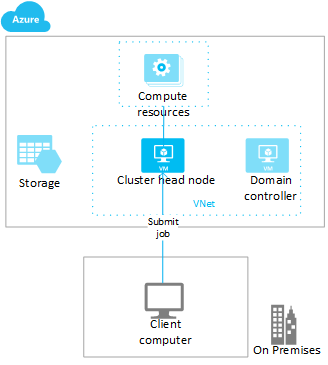 Azure
Compute
resources
VM
Cluster head node
VM
Domain
controller
Storage
VNet
Submit
job
Client
computer
On Premises